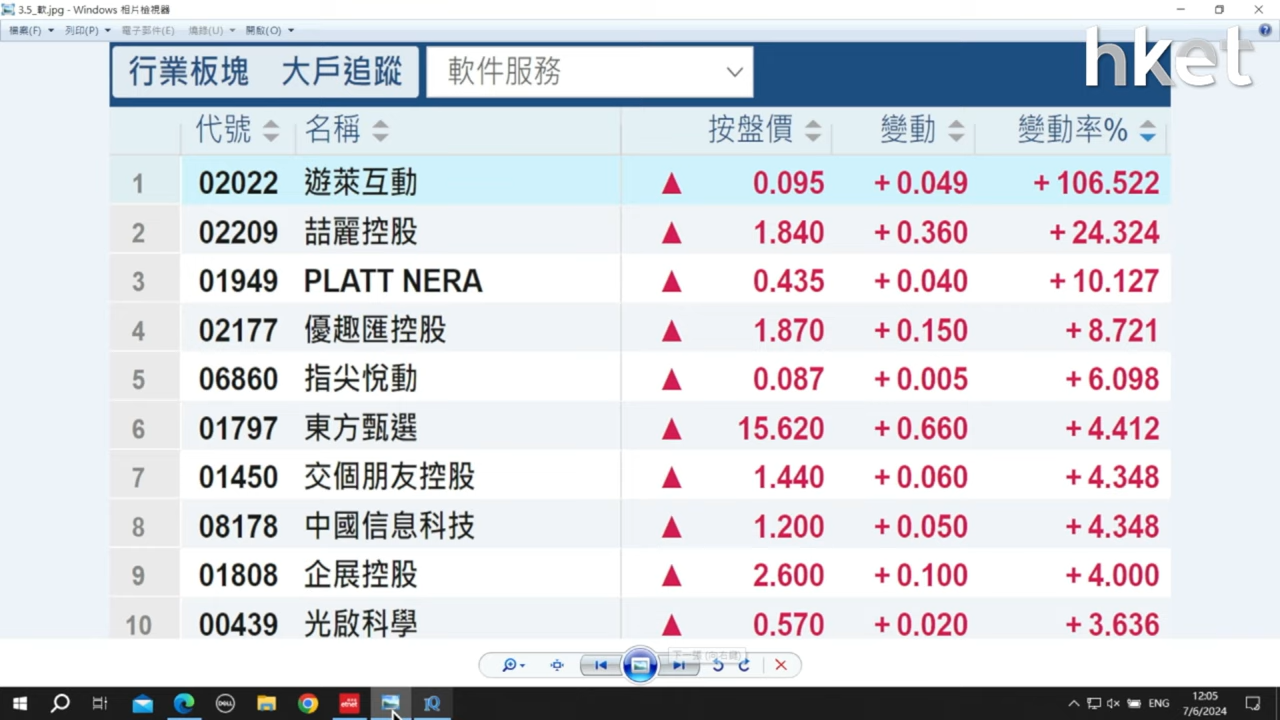 3.5_軟.jpg - Windows 相片檢視器
檔案(F) 列印(P) 電子郵件(E) 燒錄(U) 開啟(O)
hket
行業板塊 大戶追蹤 軟件服務
代號 名稱 按盤價 變動 變動率%
1 02022 遊萊互動 ▲ 0.095 +0.049 +106.522
2 02209 喆麗控股 ▲ 1.840 +0.360 +24.324
3 01949 PLATT NERA ▲ 0.435 +0.040 +10.127
4 02177 優趣匯控股 ▲ 1.870 +0.150 +8.721
5 06860 指尖悅動 ▲ 0.087 +0.005 +6.098
6 01797 東方甄選 ▲ 15.620 +0.660 +4.412
7 01450 交個朋友控股 ▲ 1.440 +0.060 +4.348
8 08178 中國信息科技 ▲ 1.200 +0.050 +4.348
9 01808 企展控股 ▲ 2.600 +0.100 +4.000
10 00439 光啟科學 ▲ 0.570 +0.020 +3.636
下一個 (向右鍵)
DELL etnet IQ ENG 12:05
7/6/2024